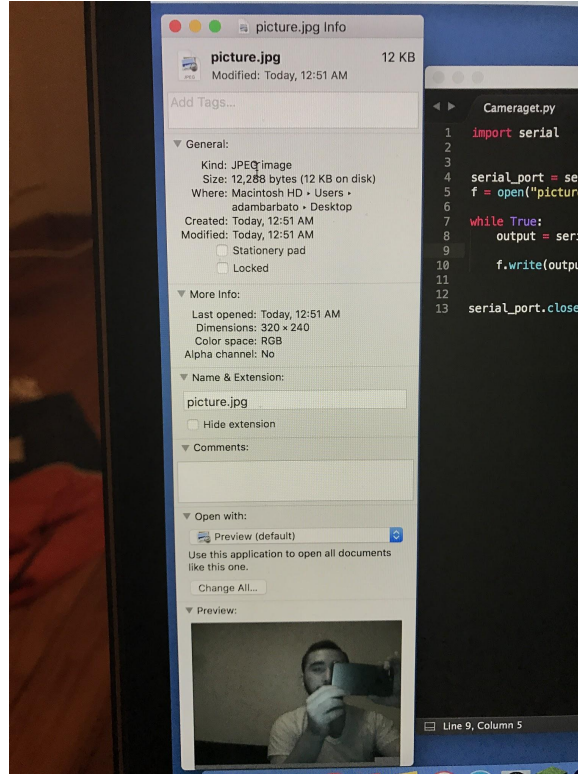 picture.jpg Info
picture.jpg
12 KB
Modified: Today, 12:51 AM
Add Tags...
General:
Kind: JPEG image
Size: 12,288 bytes (12 KB on disk)
Where: Macintosh HD ▸ Users ▸
adambarbato ▸ Desktop
Created: Today, 12:51 AM
Modified: Today, 12:51 AM
Stationery pad
Locked
More Info:
Last opened: Today, 12:51 AM
Dimensions: 320 × 240
Color space: RGB
Alpha channel: No
Name & Extension:
picture.jpg
Hide extension
Comments:
Open with:
Preview (default)
Use this application to open all documents
like this one.
Change All...
Preview:
Cameraget.py
1 import serial
2
3
4 serial_port = se
5 f = open("pictur
6
7 while True:
8 output = seri
9
10 f.write(outpu
11
12
13 serial_port.close
Line 9, Column 5